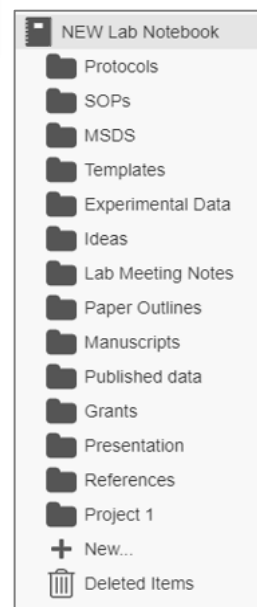 NEW Lab Notebook
Protocols
SOPs
MSDS
Templates
Experimental Data
Ideas
Lab Meeting Notes
Paper Outlines
Manuscripts
Published data
Grants
Presentation
References
Project 1
New...
Deleted Items